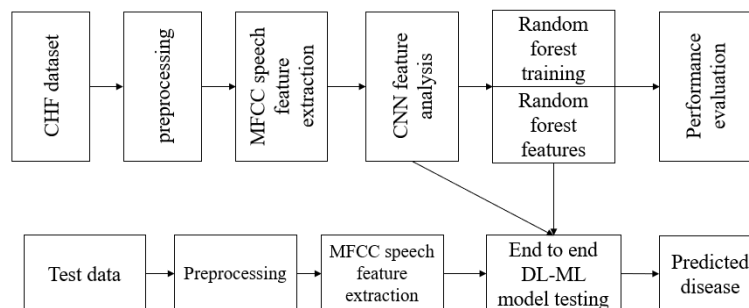 CHF dataset
preprocessing
MFCC speech
feature
extraction
CNN feature
analysis
Random
forest
training
Random
forest
features
Performance
evaluation
Test data
Preprocessing
MFCC speech
feature
extraction
End to end
DL-ML
model testing
Predicted
disease